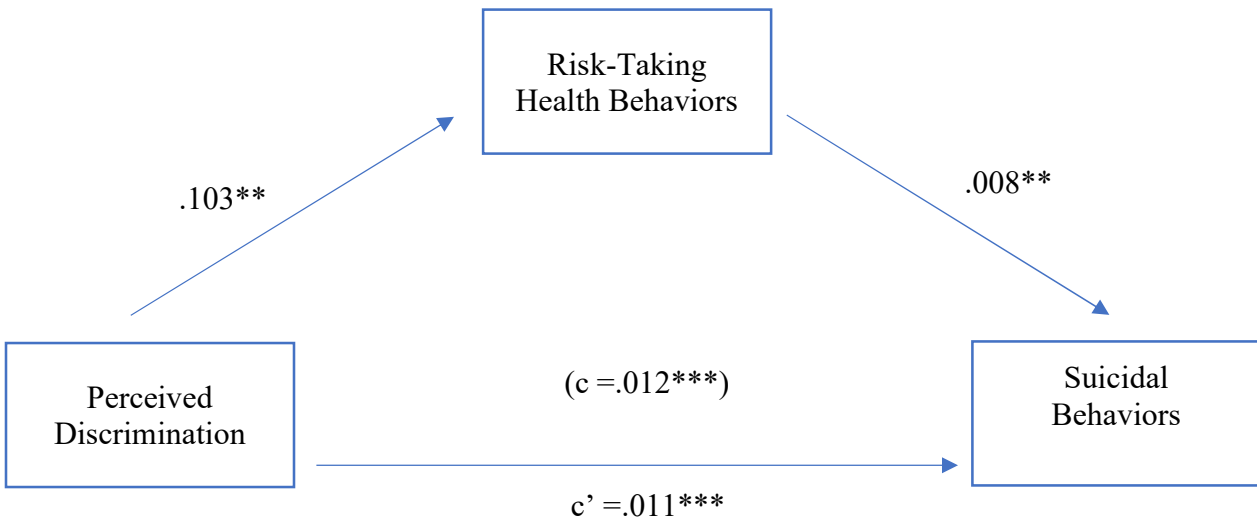 Risk-Taking
Health Behaviors
.103**
.008**
(c =.012***)
Perceived
Discrimination
Suicidal
Behaviors
c’ =.011***